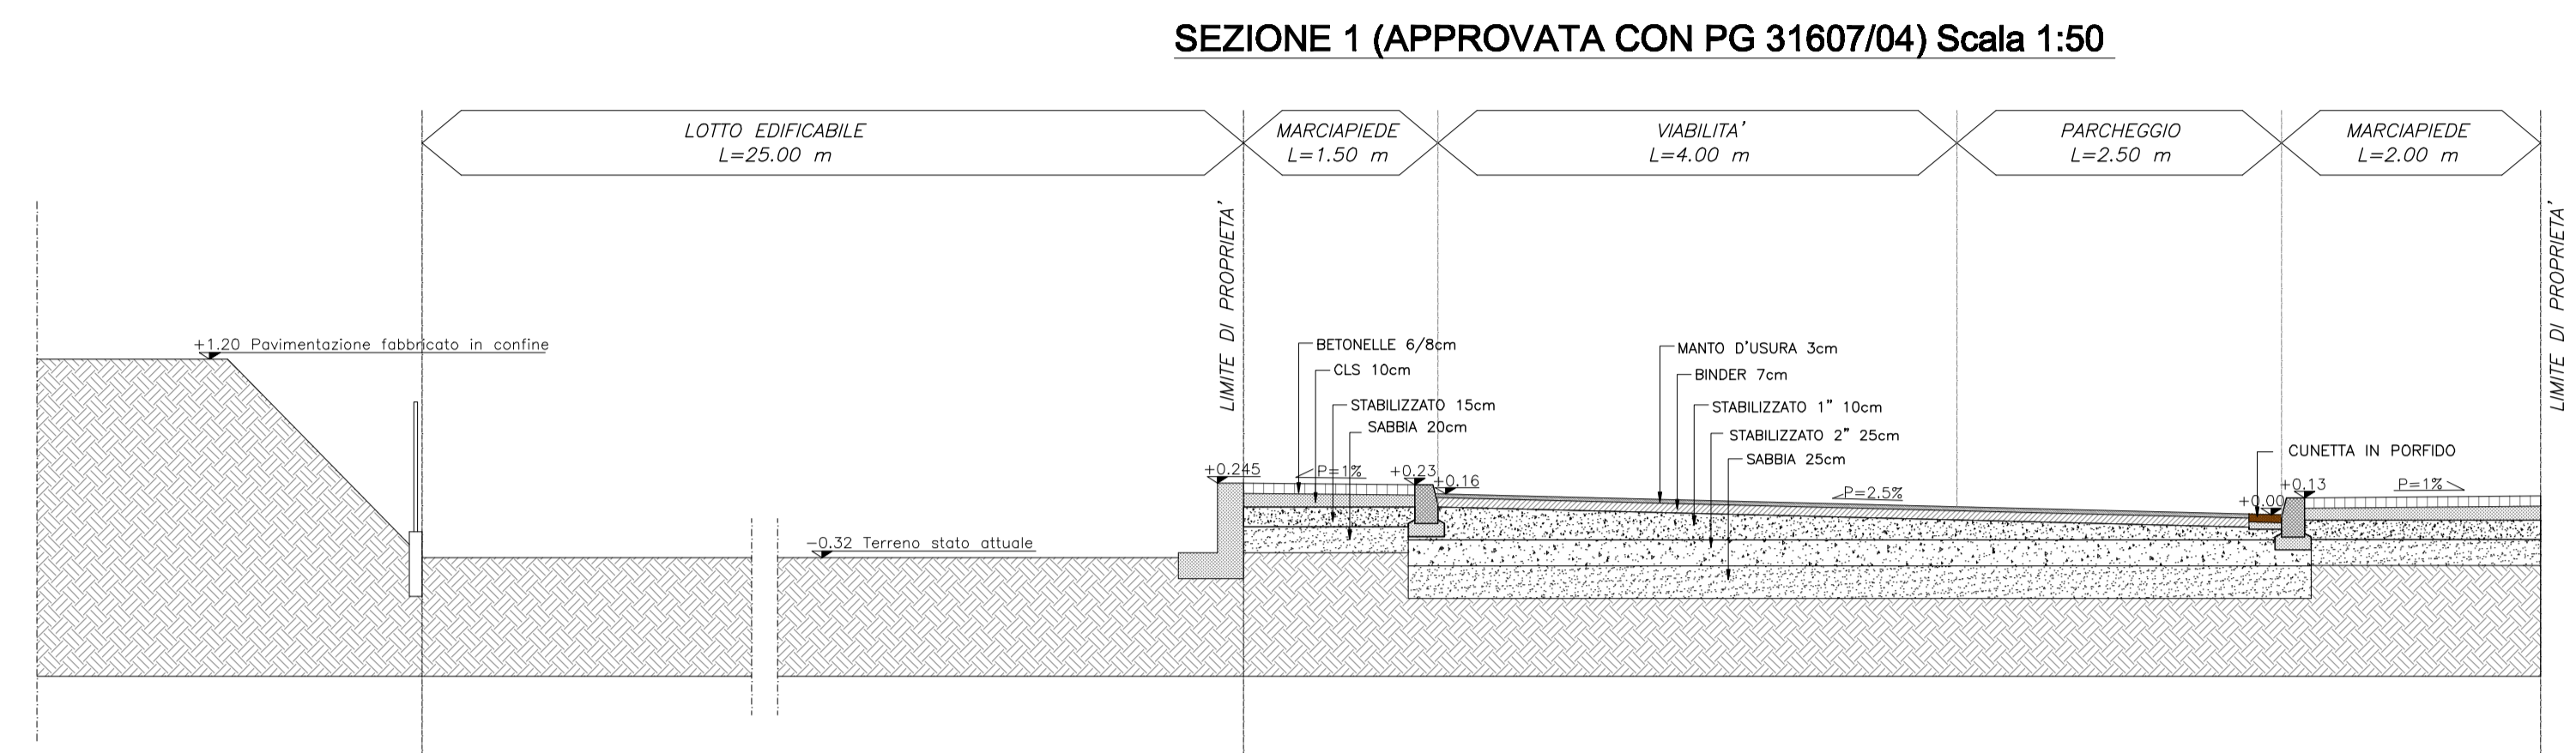 SEZIONE 1 (APPROVATA CON PG 31607/04) Scala 1:50
LOTTO EDIFICABILE
L=25.00 m
MARCIAPIEDE
L=1.50 m
VIABILITA'
L=4.00 m
PARCHEGGIO
L=2.50 m
MARCIAPIEDE
L=2.00 m
LIMITE DI PROPRIETA'
LIMITE DI PROPRIETA'
+1.20 Pavimentazione fabbricato in confine
BETONELLE 6/8cm
CLS 10cm
STABILIZZATO 15cm
SABBIA 20cm
MANTO D'USURA 3cm
BINDER 7cm
STABILIZZATO 1" 10cm
STABILIZZATO 2" 25cm
SABBIA 25cm
CUNETTA IN PORFIDO
+0.245
P=1%
+0.23
+0.16
P=2.5%
+0.00
+0.13
P=1%
-0.32 Terreno stato attuale